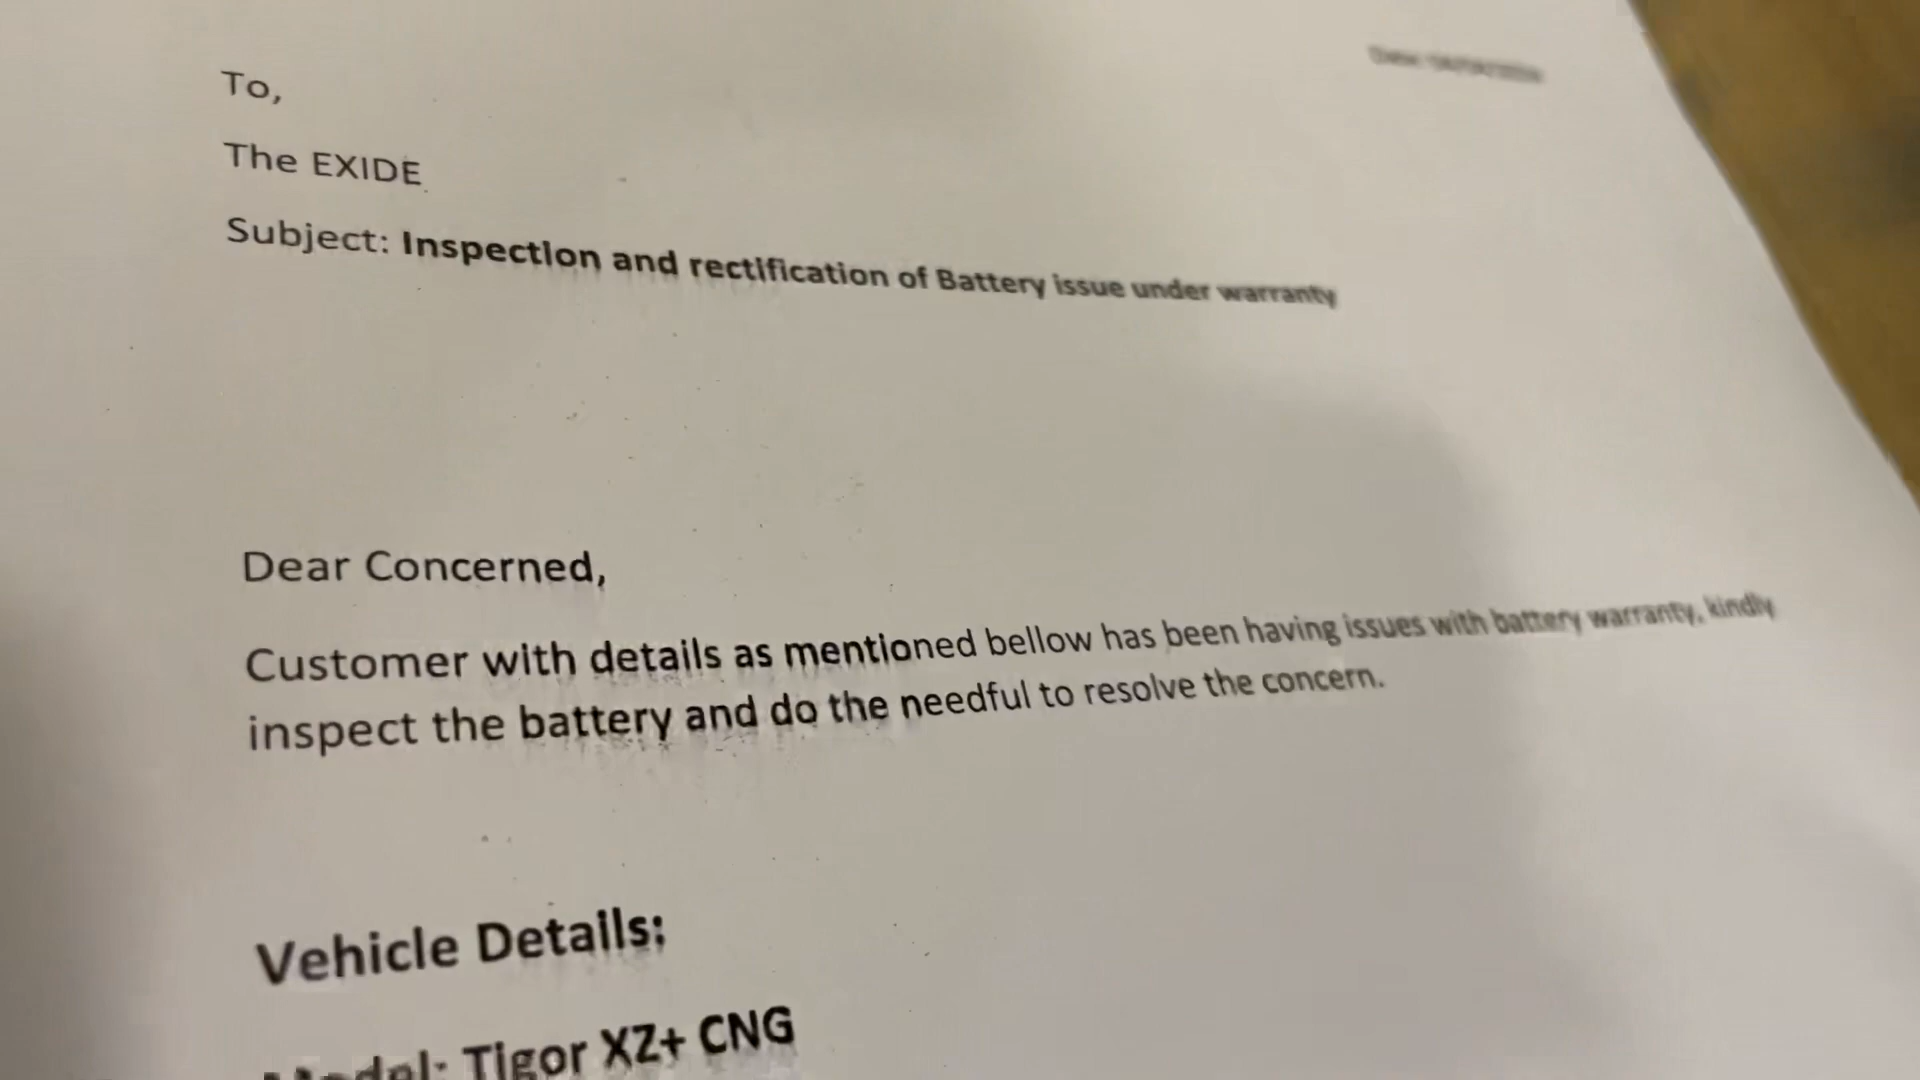 To,
The EXIDE
Subject: Inspection and rectification of Battery issue under warranty
Dear Concerned,
Customer with details as mentioned bellow has been having issues with battery warranty, kindly
inspect the battery and do the needful to resolve the concern.
Vehicle Details:
Model: Tigor XZ+ CNG